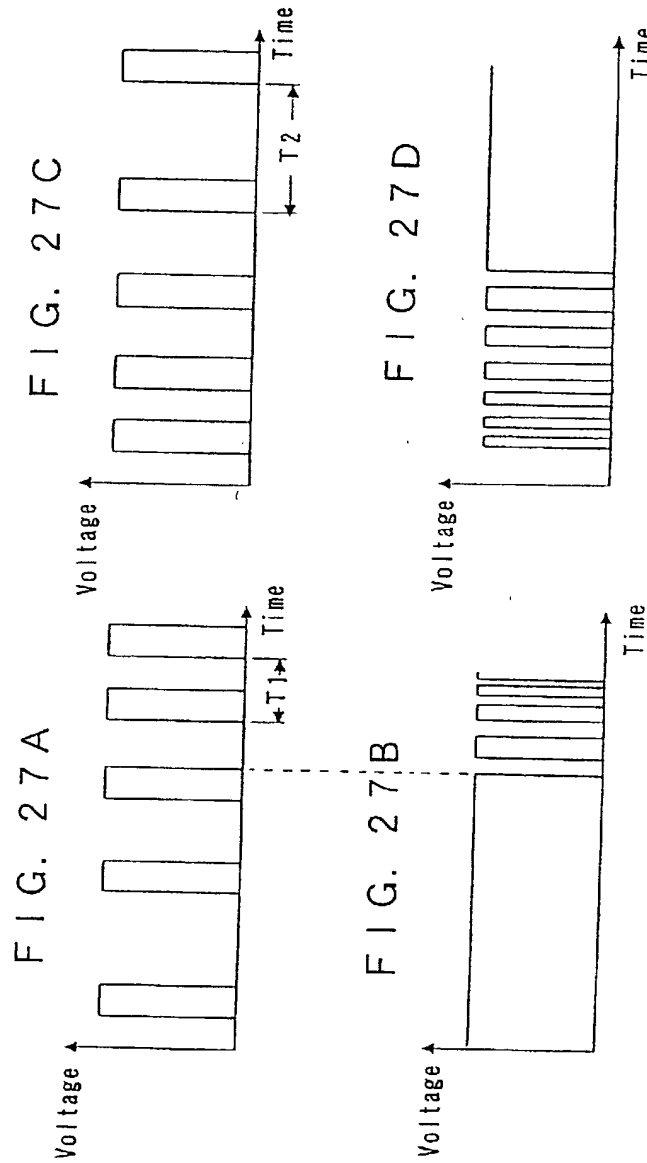 FIG. 27A
Voltage
Time
T1
FIG. 27B
Voltage
Time
FIG. 27C
Voltage
Time
T2
FIG. 27D
Voltage
Time